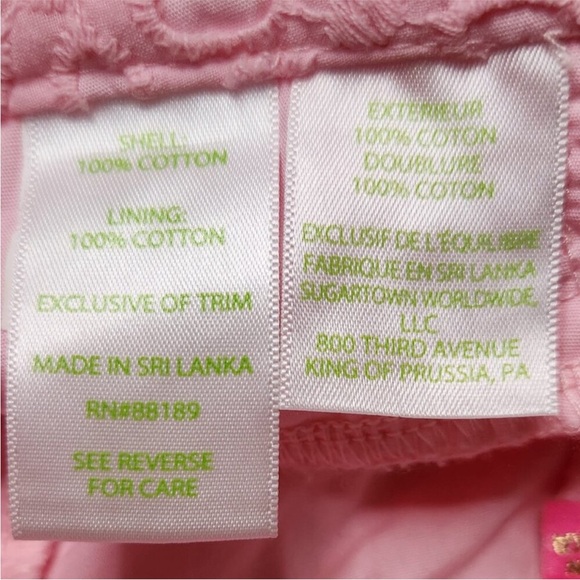 SHELL:
100% COTTON
LINING:
100% COTTON
EXCLUSIVE OF TRIM
MADE IN SRI LANKA
RN#88189
SEE REVERSE
FOR CARE
EXTERIEUR
100% COTON
DOUBLURE
100% COTON
EXCLUSIF DE L'ÉQUILIBRE
FABRIQUE EN SRI LANKA
SUGARTOWN WORLDWIDE,
LLC
800 THIRD AVENUE
KING OF PRUSSIA, PA